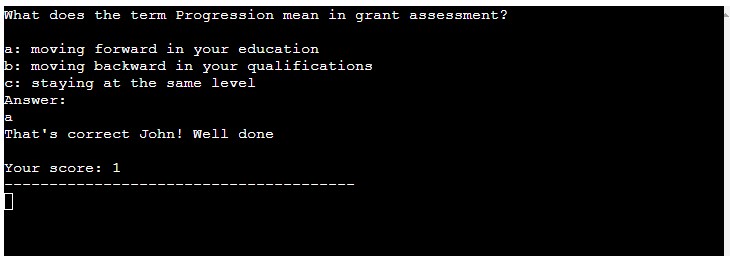 What does the term Progression mean in grant assessment?
a: moving forward in your education
b: moving backward in your qualifications
c: staying at the same level
Answer:
a
That's correct John! Well done
Your score: 1
---------------------------------------